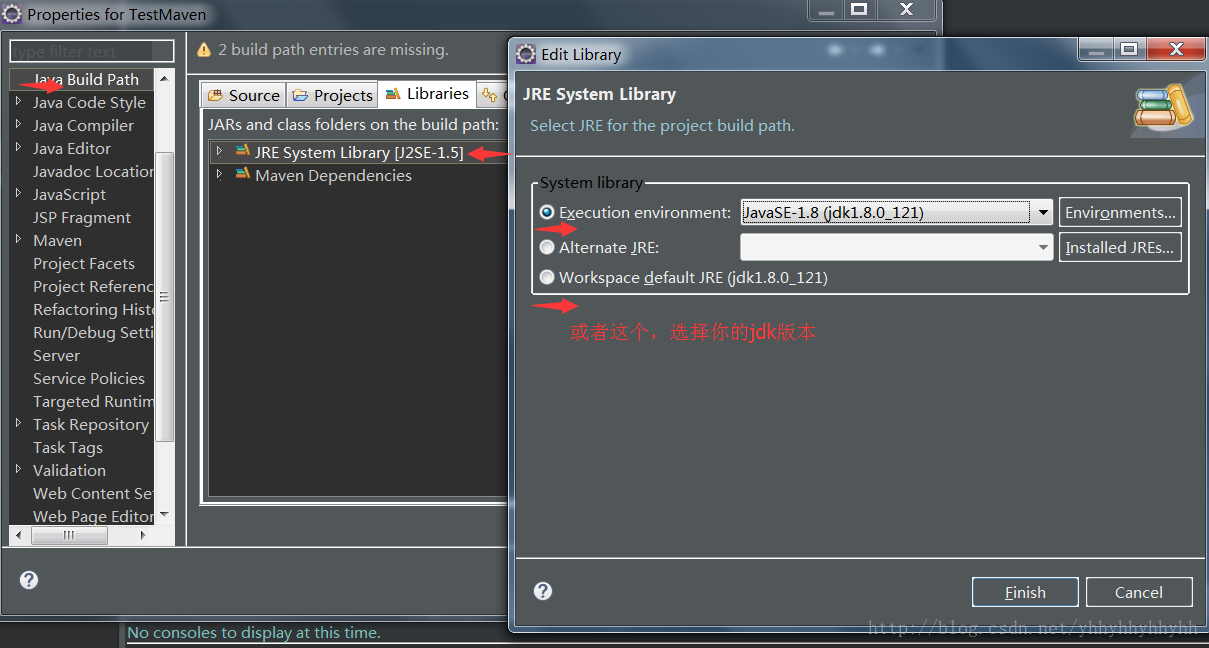 Properties for TestMaven
type filter text
2 build path entries are missing.
Java Build Path
Java Code Style
Java Compiler
Java Editor
Javadoc Location
JavaScript
JSP Fragment
Maven
Project Facets
Project Referenc
Refactoring Histo
Run/Debug Setti
Server
Service Policies
Targeted Runtim
Task Repository
Task Tags
Validation
Web Content Set
Web Page Editor
Source
Projects
Libraries
JARs and class folders on the build path:
JRE System Library [J2SE-1.5]
Maven Dependencies
No consoles to display at this time.
Edit Library
JRE System Library
Select JRE for the project build path.
System library
Execution environment:
JavaSE-1.8 (jdk1.8.0_121)
Environments...
Alternate JRE:
Installed JREs...
Workspace default JRE (jdk1.8.0_121)
或者这个，选择你的jdk版本
Finish
Cancel
http://blog.csdn.net/yhhyhhyhhyhh